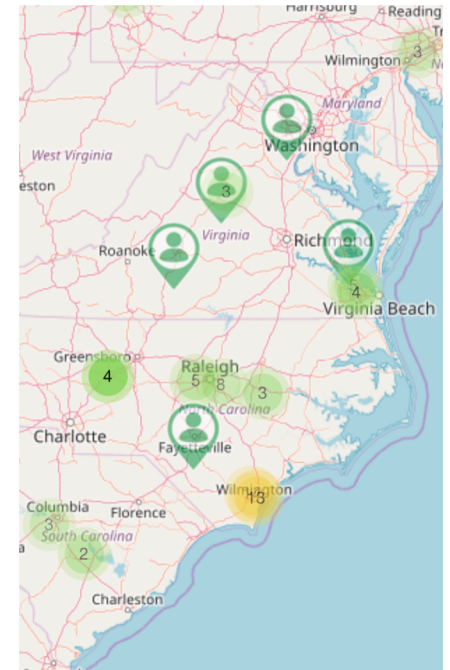 Harrisburg
Reading
3
Wilmington
Maryland
Washington
West Virginia
eston
3
Virginia
Richmond
Roanoke
5
4
Virginia Beach
Greensboro
4
Raleigh
5
8
3
North Carolina
Charlotte
Fayetteville
Wilmington
13
Columbia
Florence
3
South Carolina
2
Charleston